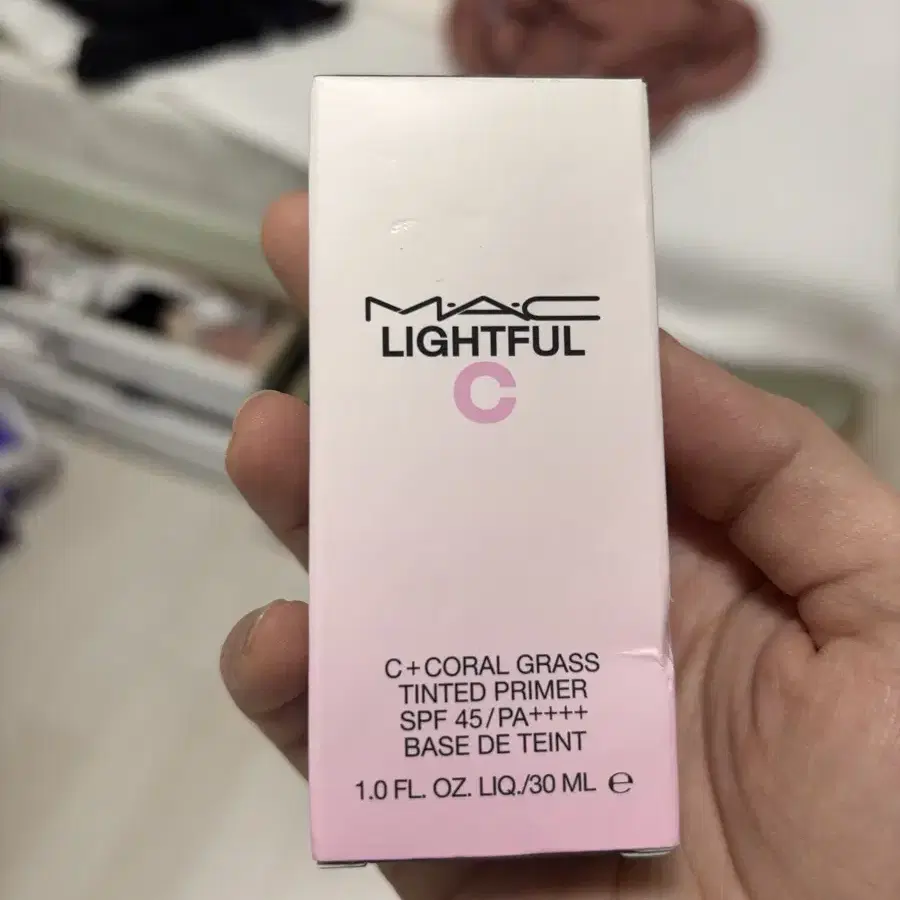 M·A·C
LIGHTFUL
C
C+CORAL GRASS
TINTED PRIMER
SPF 45/PA++++
BASE DE TEINT
1.0 FL. OZ. LIQ./30 ML ℮